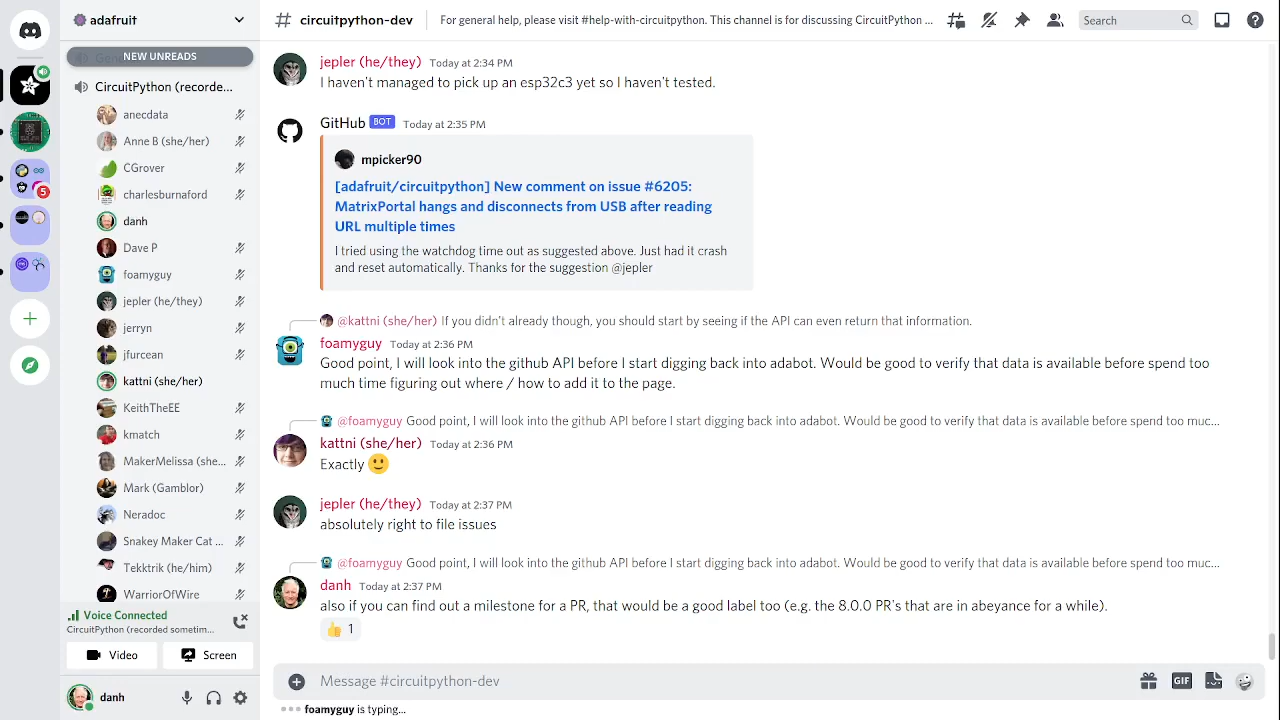 adafruit
NEW UNREADS
CircuitPython (recorde...
anecdata
Anne B (she/her)
CGrover
charlesburnaford
danh
Dave P
foamyguy
jepler (he/they)
jerryn
jfurcean
kattni (she/her)
KeithTheEE
kmatch
MakerMelissa (she...
Mark (Gamblor)
Neradoc
Snakey Maker Cat ...
Tekktrik (he/him)
WarriorOfWire
Voice Connected
CircuitPython (recorded sometim...
Video
Screen
danh
5
# circuitpython-dev
For general help, please visit #help-with-circuitpython. This channel is for discussing CircuitPython ...
Search
jepler (he/they) Today at 2:34 PM
I haven't managed to pick up an esp32c3 yet so I haven't tested.
GitHub BOT Today at 2:35 PM
mpicker90
[adafruit/circuitpython] New comment on issue #6205:
MatrixPortal hangs and disconnects from USB after reading
URL multiple times
I tried using the watchdog time out as suggested above. Just had it crash
and reset automatically. Thanks for the suggestion @jepler
@kattni (she/her) If you didn't already though, you should start by seeing if the API can even return that information.
foamyguy Today at 2:36 PM
Good point, I will look into the github API before I start digging back into adabot. Would be good to verify that data is available before spend too
much time figuring out where / how to add it to the page.
@foamyguy Good point, I will look into the github API before I start digging back into adabot. Would be good to verify that data is available before spend too muc...
kattni (she/her) Today at 2:36 PM
Exactly 🙂
jepler (he/they) Today at 2:37 PM
absolutely right to file issues
@foamyguy Good point, I will look into the github API before I start digging back into adabot. Would be good to verify that data is available before spend too muc...
danh Today at 2:37 PM
also if you can find out a milestone for a PR, that would be a good label too (e.g. the 8.0.0 PR's that are in abeyance for a while).
👍 1
Message #circuitpython-dev
GIF
foamyguy is typing...